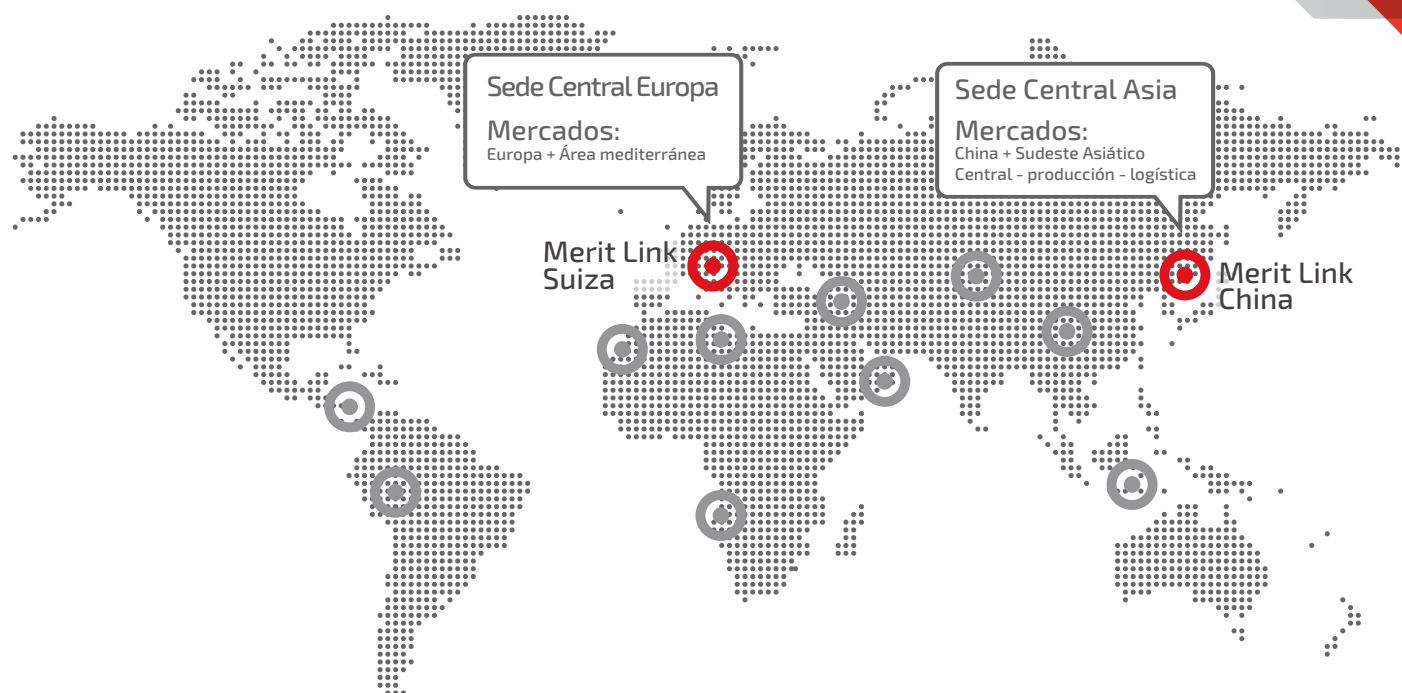 Sede Central Europa
Mercados:
Europa + Área mediterránea
Sede Central Asia
Mercados:
China + Sudeste Asiático
Central - producción - logística
Merit Link
Suiza
Merit Link
China